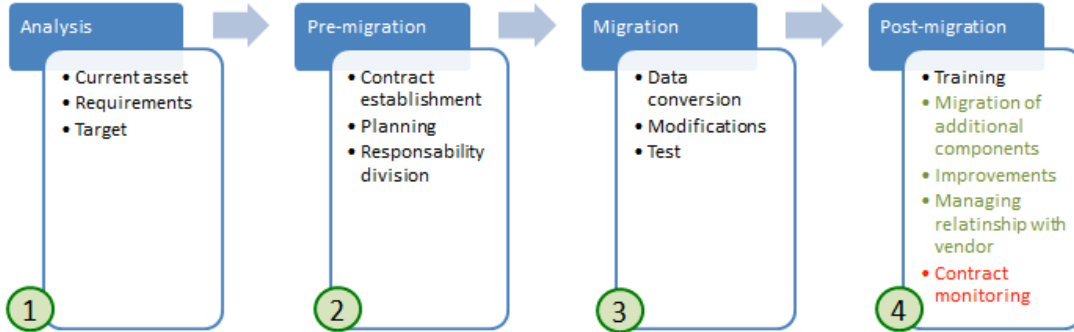 Analysis
• Current asset
• Requirements
• Target
1
Pre-migration
• Contract
establishment
• Planning
• Responsability
division
2
Migration
• Data
conversion
• Modifications
• Test
3
Post-migration
• Training
• Migration of
additional
components
• Improvements
• Managing
relatinship with
vendor
• Contract
monitoring
4